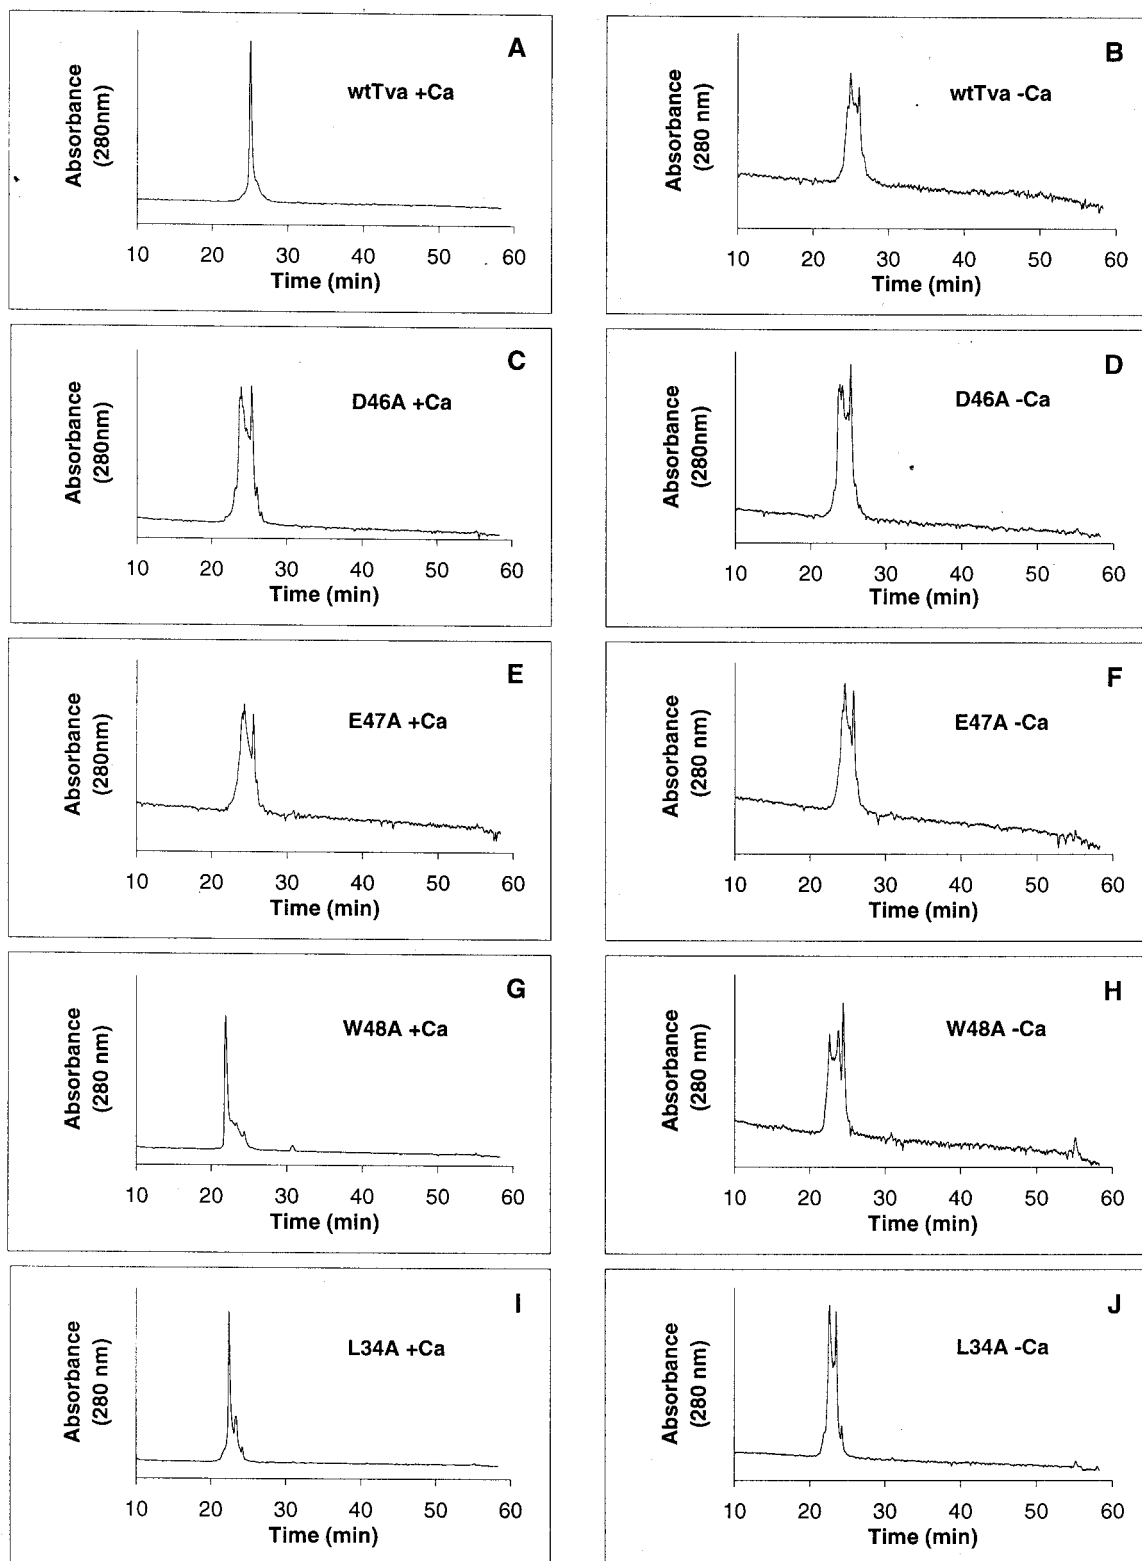 A
wtTva +Ca
Absorbance
(280nm)
10 20 30 40 50 60
Time (min)
B
wtTva -Ca
Absorbance
(280 nm)
10 20 30 40 50 60
Time (min)
C
D46A +Ca
Absorbance
(280nm)
10 20 30 40 50 60
Time (min)
D
D46A -Ca
Absorbance
(280nm)
10 20 30 40 50 60
Time (min)
E
E47A +Ca
Absorbance
(280nm)
10 20 30 40 50 60
Time (min)
F
E47A -Ca
Absorbance
(280 nm)
10 20 30 40 50 60
Time (min)
G
W48A +Ca
Absorbance
(280 nm)
10 20 30 40 50 60
Time (min)
H
W48A -Ca
Absorbance
(280 nm)
10 20 30 40 50 60
Time (min)
I
L34A +Ca
Absorbance
(280 nm)
10 20 30 40 50 60
Time (min)
J
L34A -Ca
Absorbance
(280 nm)
10 20 30 40 50 60
Time (min)